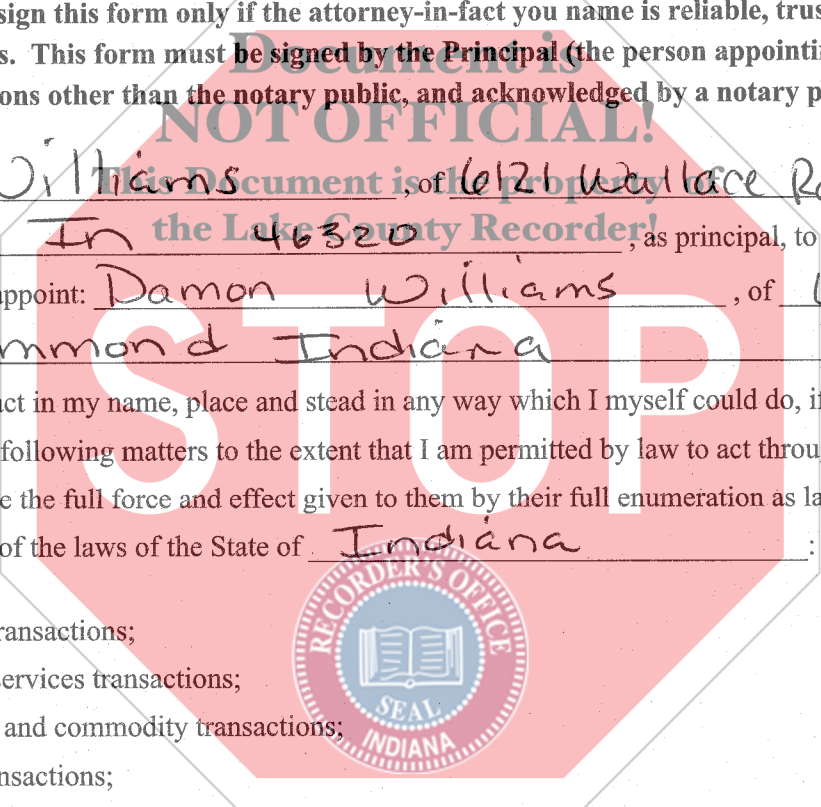 sign this form only if the attorney-in-fact you name is reliable, trus
s. This form must be signed by the Principal (the person appointi
Document is
ons other than the notary public, and acknowledged by a notary p
NOT OFFICIAL!
Williams, of 6121 Wallace Ro
This Document is the property of
In 46320, as principal, to
the Lake County Recorder!
appoint: Damon Williams, of
mmond Indiana
act in my name, place and stead in any way which I myself could do, if
following matters to the extent that I am permitted by law to act throu
e the full force and effect given to them by their full enumeration as la
STOP
of the laws of the State of Indiana :
RECORDER'S OFFICE
ransactions;
services transactions;
SEAL
and commodity transactions;
INDIANA
nsactions;